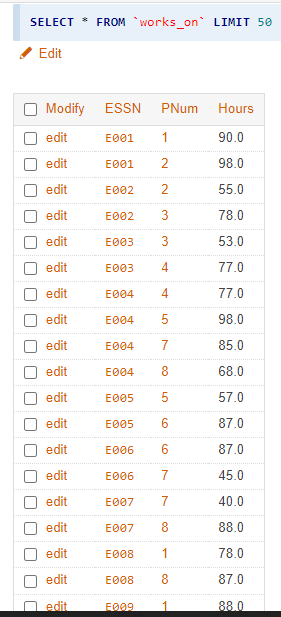 SELECT * FROM `works_on` LIMIT 50
Edit
Modify ESSN PNum Hours
edit E001 1 90.0
edit E001 2 98.0
edit E002 2 55.0
edit E002 3 78.0
edit E003 3 53.0
edit E003 4 77.0
edit E004 4 77.0
edit E004 5 98.0
edit E004 7 85.0
edit E004 8 68.0
edit E005 5 57.0
edit E005 6 87.0
edit E006 6 87.0
edit E006 7 45.0
edit E007 7 40.0
edit E007 8 88.0
edit E008 1 78.0
edit E008 8 87.0
edit E009 1 88.0